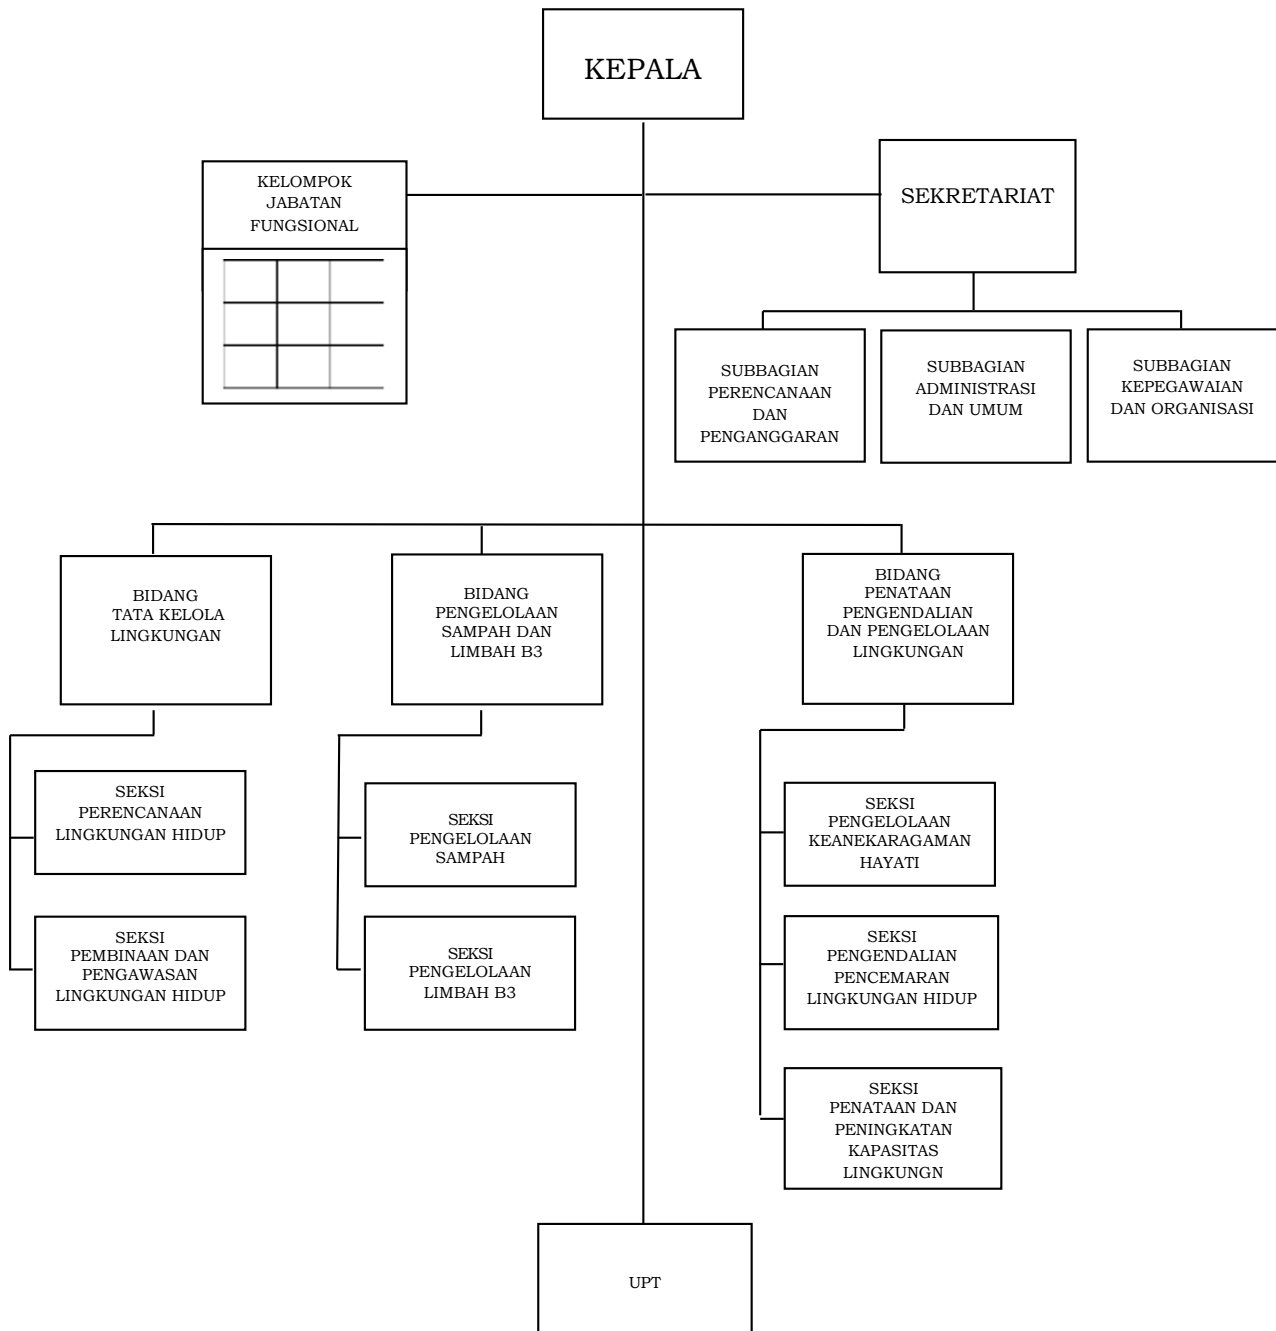 KEPALA
KELOMPOK
JABATAN
FUNGSIONAL
SEKRETARIAT
SUBBAGIAN
PERENCANAAN
DAN
PENGANGGARAN
SUBBAGIAN
ADMINISTRASI
DAN UMUM
SUBBAGIAN
KEPEGAWAIAN
DAN ORGANISASI
BIDANG
TATA KELOLA
LINGKUNGAN
BIDANG
PENGELOLAAN
SAMPAH DAN
LIMBAH B3
BIDANG
PENATAAN
PENGENDALIAN
DAN PENGELOLAAN
LINGKUNGAN
SEKSI
PERENCANAAN
LINGKUNGAN HIDUP
SEKSI
PENGELOLAAN
SAMPAH
SEKSI
PENGELOLAAN
KEANEKARAGAMAN
HAYATI
SEKSI
PEMBINAAN DAN
PENGAWASAN
LINGKUNGAN HIDUP
SEKSI
PENGELOLAAN
LIMBAH B3
SEKSI
PENGENDALIAN
PENCEMARAN
LINGKUNGAN HIDUP
SEKSI
PENATAAN DAN
PENINGKATAN
KAPASITAS
LINGKUNGN
UPT